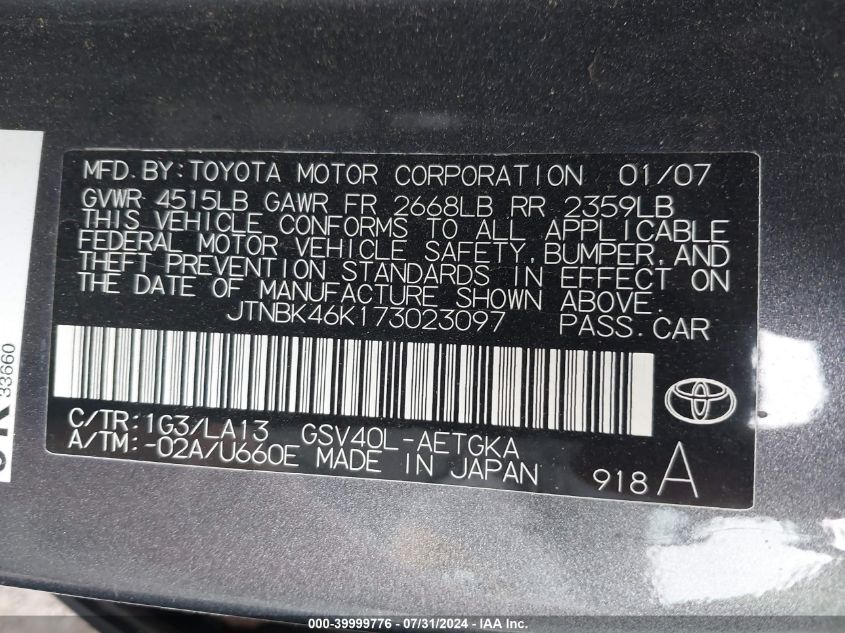 MFD.BY:TOYOTA MOTOR CORPORATION 01/07
GVWR 4515LB GAWR FR 2668LB RR 2359LB
THIS VEHICLE CONFORMS TO ALL APPLICABLE
FEDERAL MOTOR VEHICLE SAFETY,BUMPER,AND
THEFT PREVENTION STANDARDS IN EFFECT ON
THE DATE OF MANUFACTURE SHOWN ABOVE.
JTNBK46K173023097 PASS.CAR
C/TR:1G3/LA13 GSV40L-AETGKA
A/TM:-02A/U660E MADE IN JAPAN 918 A
33660
000-39999776 / 07/31/2024 - IAA Inc.